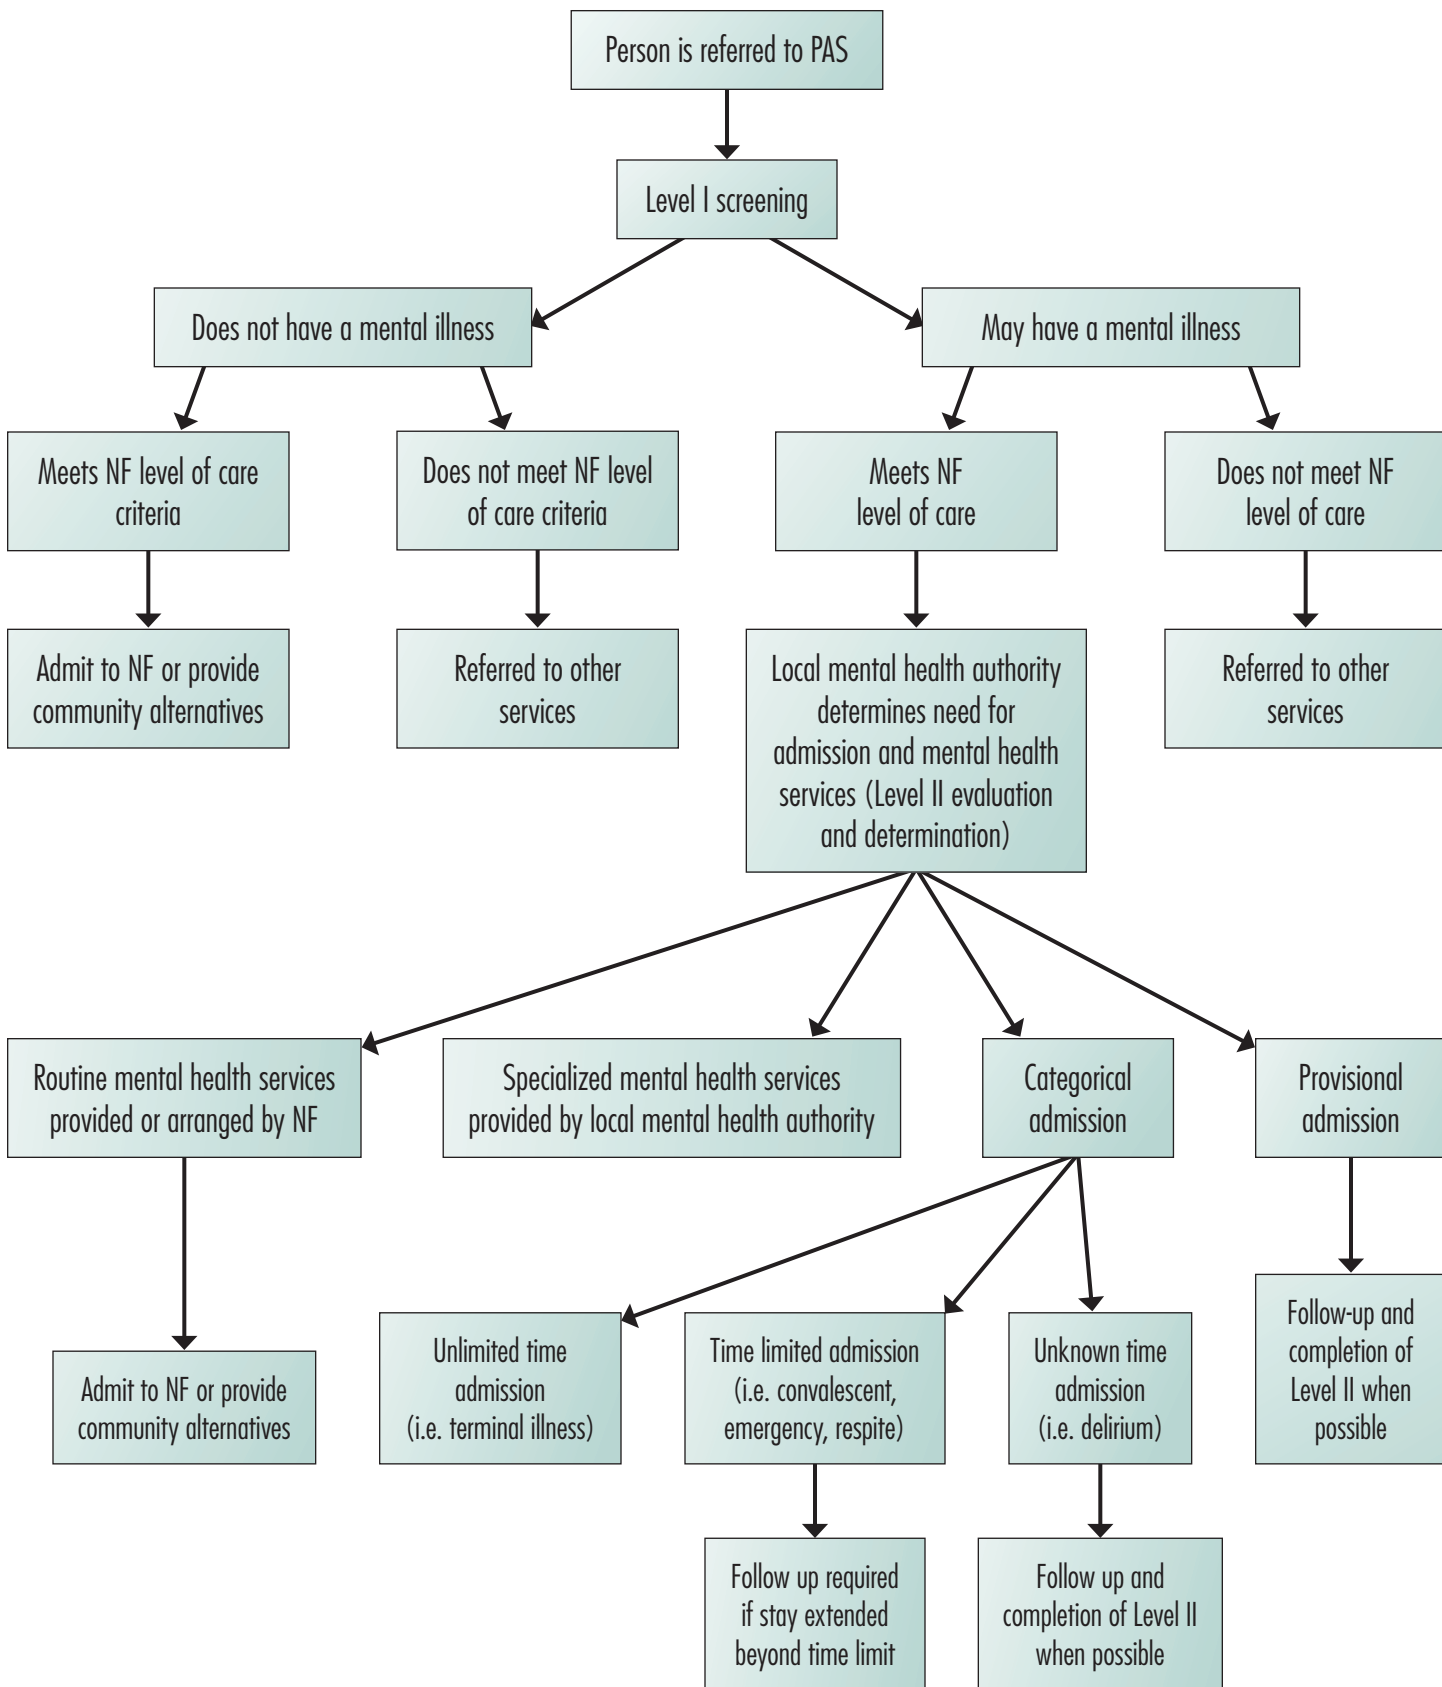 Person is referred to PAS
Level I screening
Does not have a mental illness
May have a mental illness
Meets NF level of care
criteria
Does not meet NF level
of care criteria
Meets NF
level of care
Does not meet NF
level of care
Admit to NF or provide
community alternatives
Referred to other
services
Local mental health authority
determines need for
admission and mental health
services (Level II evaluation
and determination)
Referred to other
services
Routine mental health services
provided or arranged by NF
Specialized mental health services
provided by local mental health authority
Categorical
admission
Provisional
admission
Admit to NF or provide
community alternatives
Unlimited time
admission
(i.e. terminal illness)
Time limited admission
(i.e. convalescent,
emergency, respite)
Unknown time
admission
(i.e. delirium)
Follow-up and
completion of
Level II when
possible
Follow up required
if stay extended
beyond time limit
Follow up and
completion of Level II
when possible